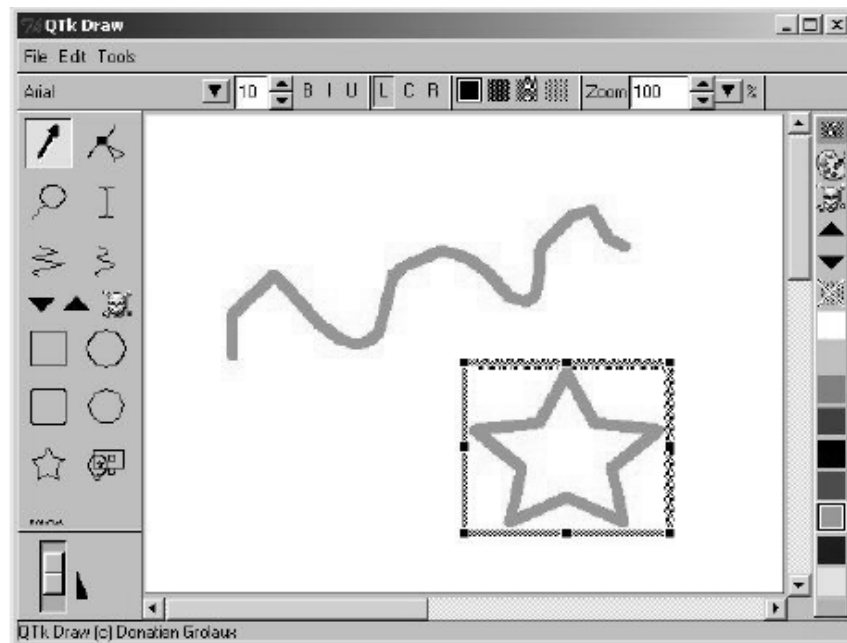 QTk Draw
File Edit Tools
Arial 10 B I U L C R Zoom 100 %
QTk Draw (c) Donatien Grolaux